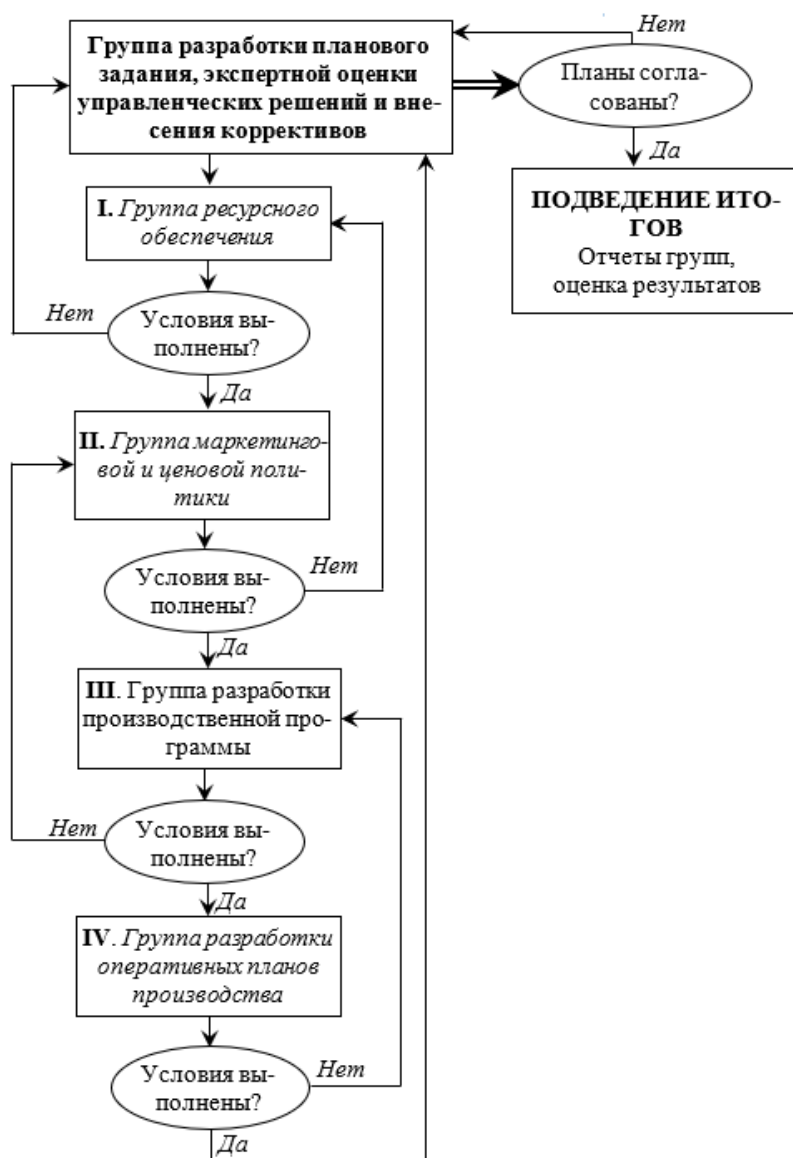 Группа разработки планового
задания, экспертной оценки
управленческих решений и вне-
сения коррективов
Нет
Планы согла-
сованы?
Да
ПОДВЕДЕНИЕ ИТО-
ГОВ
Отчеты групп,
оценка результатов
I. Группа ресурсного
обеспечения
Нет
Условия вы-
полнены?
Да
II. Группа маркетинго-
вой и ценовой поли-
тики
Условия вы-
полнены?
Нет
Да
III. Группа разработки
производственной про-
граммы
Нет
Условия вы-
полнены?
Да
IV. Группа разработки
оперативных планов
производства
Условия вы-
полнены?
Нет
Да